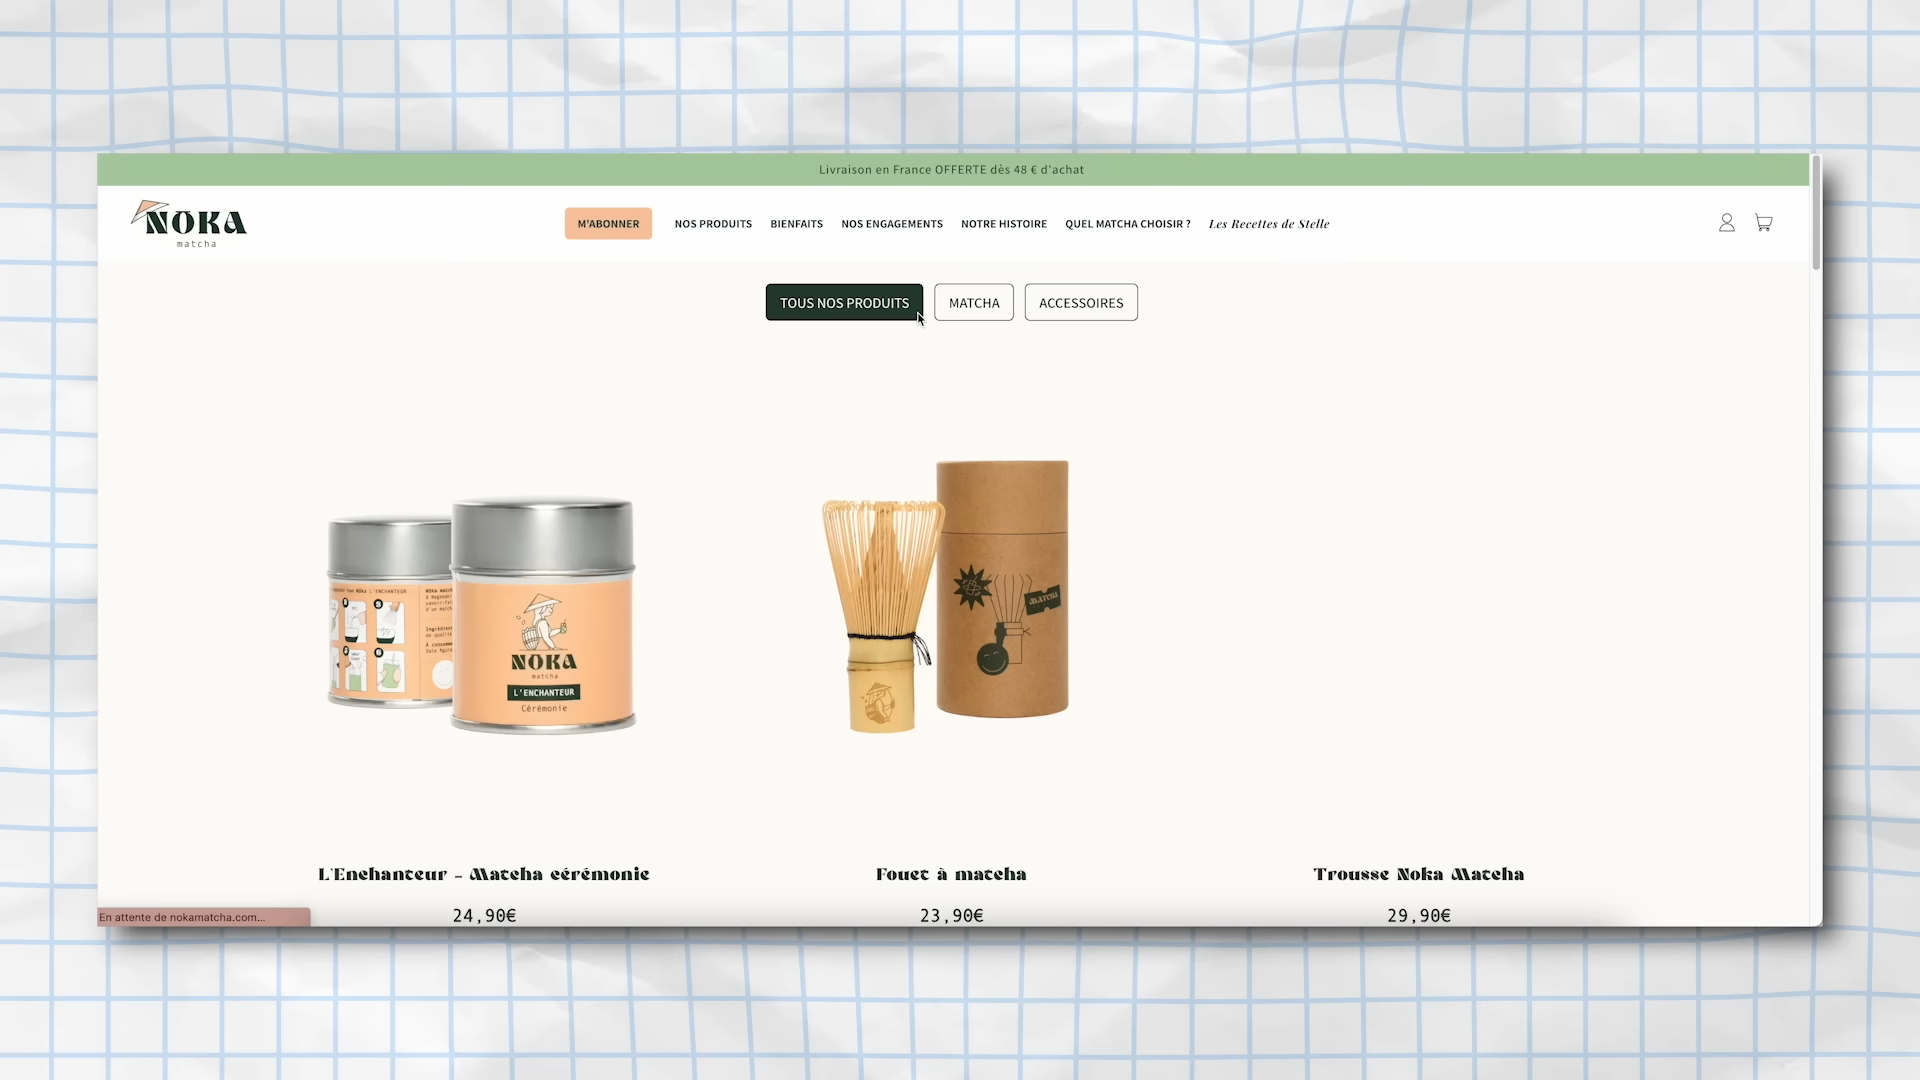 Livraison en France OFFERTE dès 48 € d'achat
NOKA
matcha
M'ABONNER
NOS PRODUITS
BIENFAITS
NOS ENGAGEMENTS
NOTRE HISTOIRE
QUEL MATCHA CHOISIR ?
Les Recettes de Stelle
TOUS NOS PRODUITS
MATCHA
ACCESSOIRES
NOKA
matcha
L'ENCHANTEUR
Cérémonie
MATCHA
L'Enchanteur - Matcha cérémonie
Fouet à matcha
Trousse Noka Matcha
24,90€
23,90€
29,90€
En attente de nokamatcha.com...